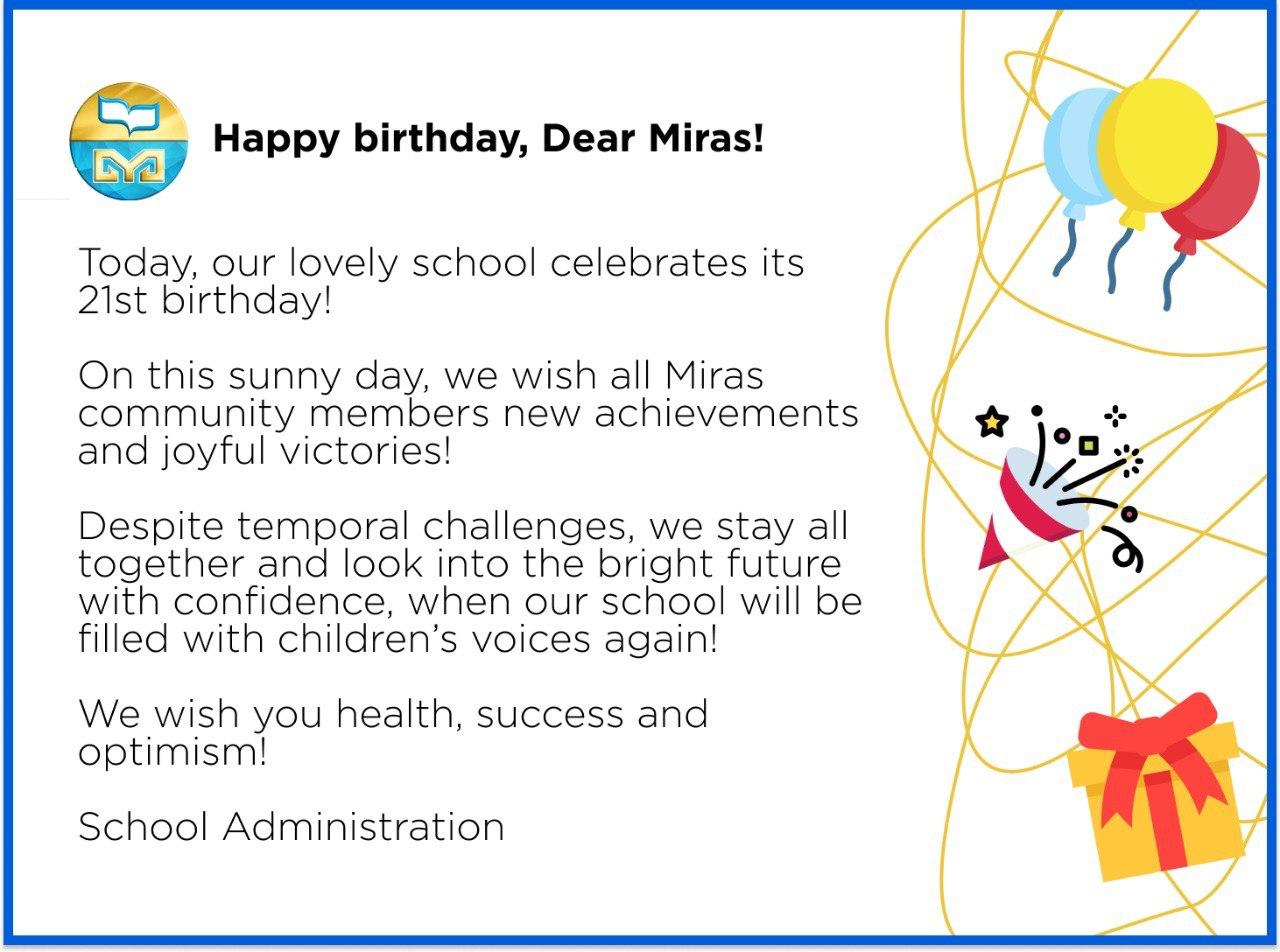 Happy birthday, Dear Miras!
Today, our lovely school celebrates its
21st birthday!
On this sunny day, we wish all Miras
community members new achievements
and joyful victories!
Despite temporal challenges, we stay all
together and look into the bright future
with confidence, when our school will be
filled with children’s voices again!
We wish you health, success and
optimism!
School Administration